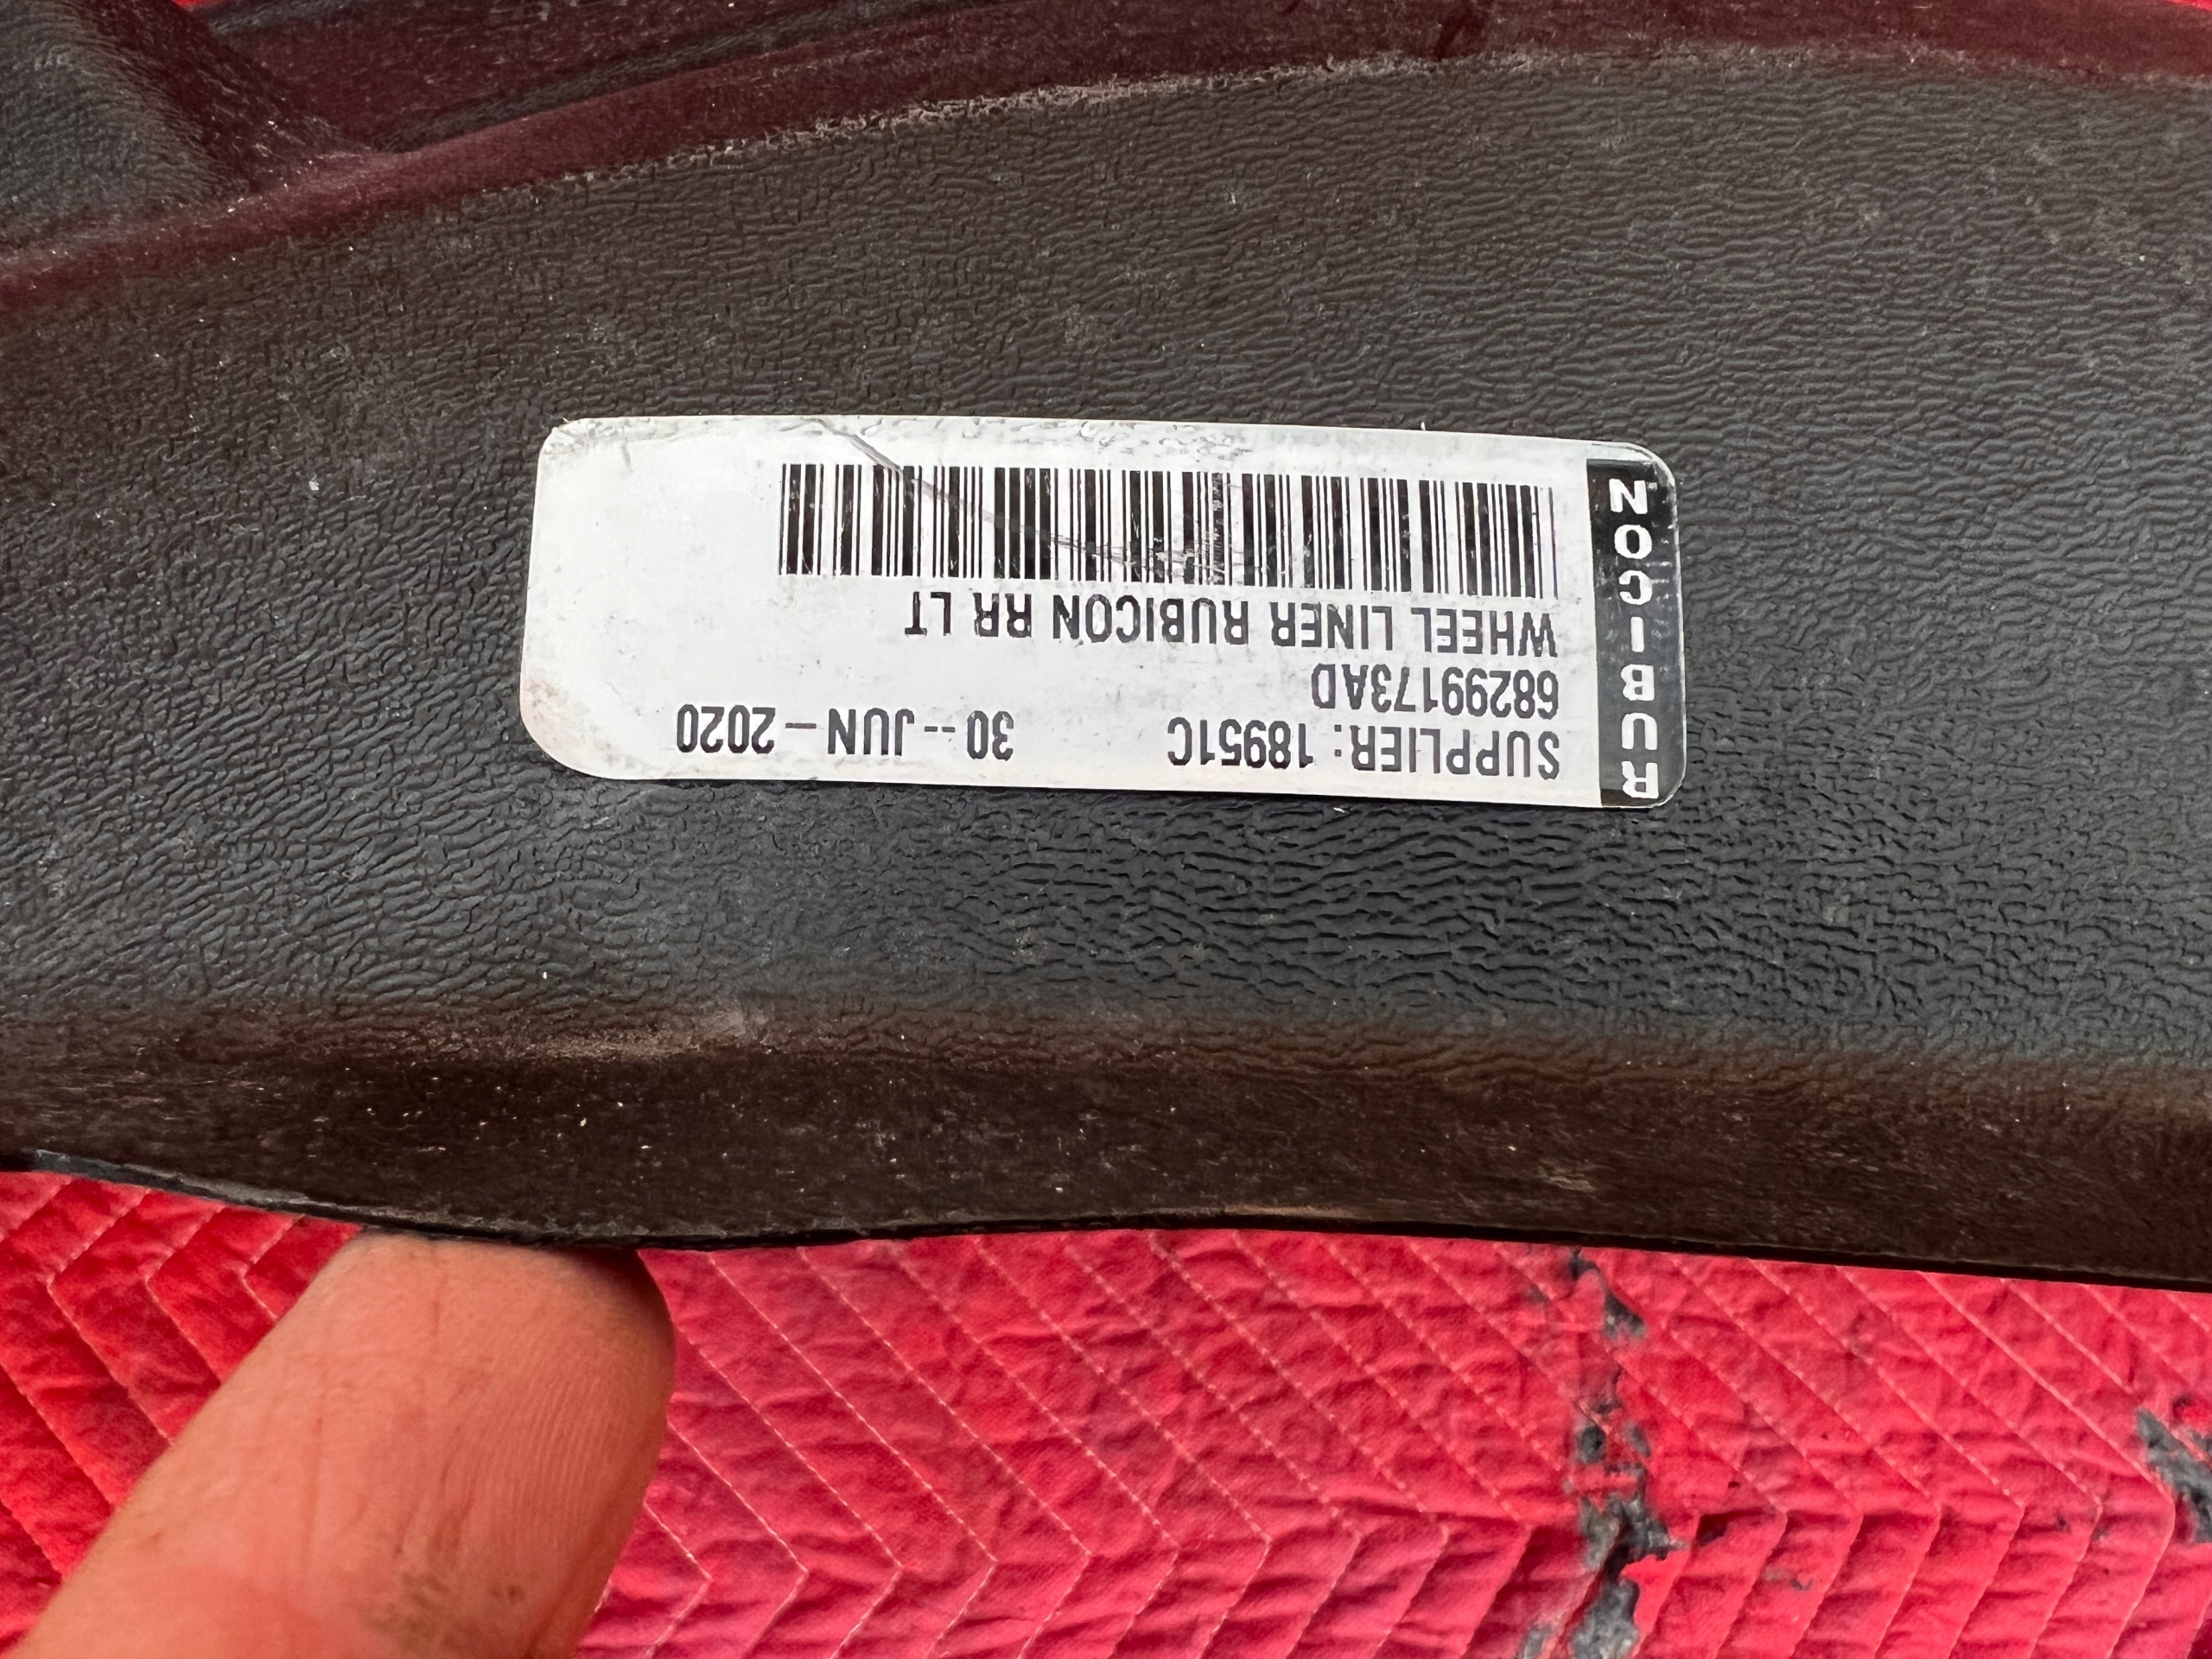 SUPPLIER: 18951C 30--JUN-2020
68299173AD
WHEEL LINER RUBICON RR LT
RUBICON